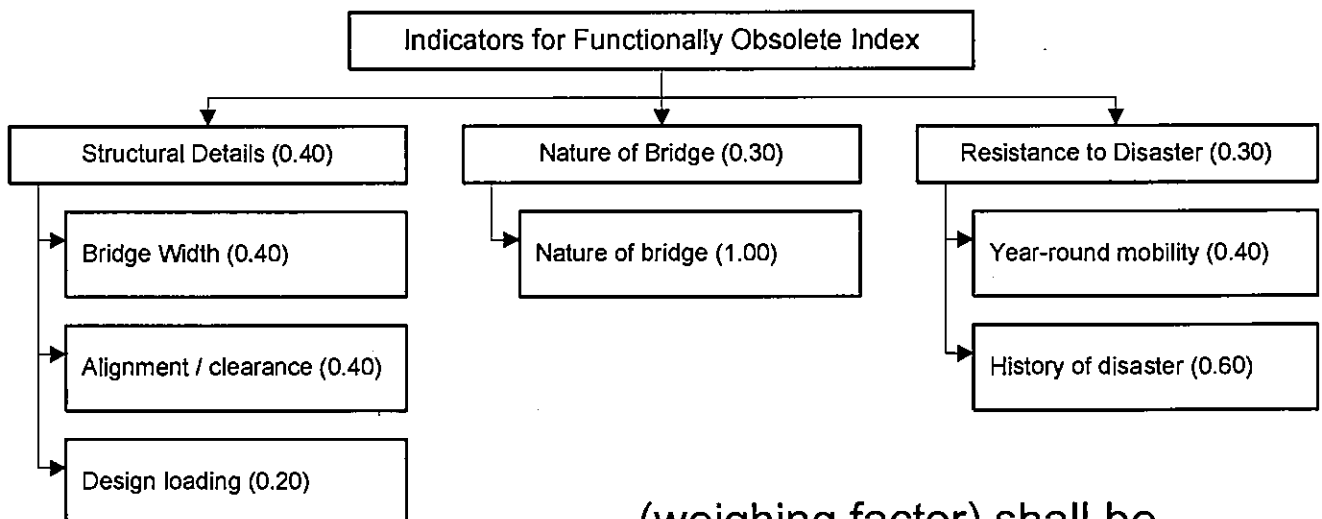 Indicators for Functionally Obsolete Index
Structural Details (0.40)
Nature of Bridge (0.30)
Resistance to Disaster (0.30)
Bridge Width (0.40)
Alignment / clearance (0.40)
Design loading (0.20)
Nature of bridge (1.00)
Year-round mobility (0.40)
History of disaster (0.60)
(weighing factor) shall be